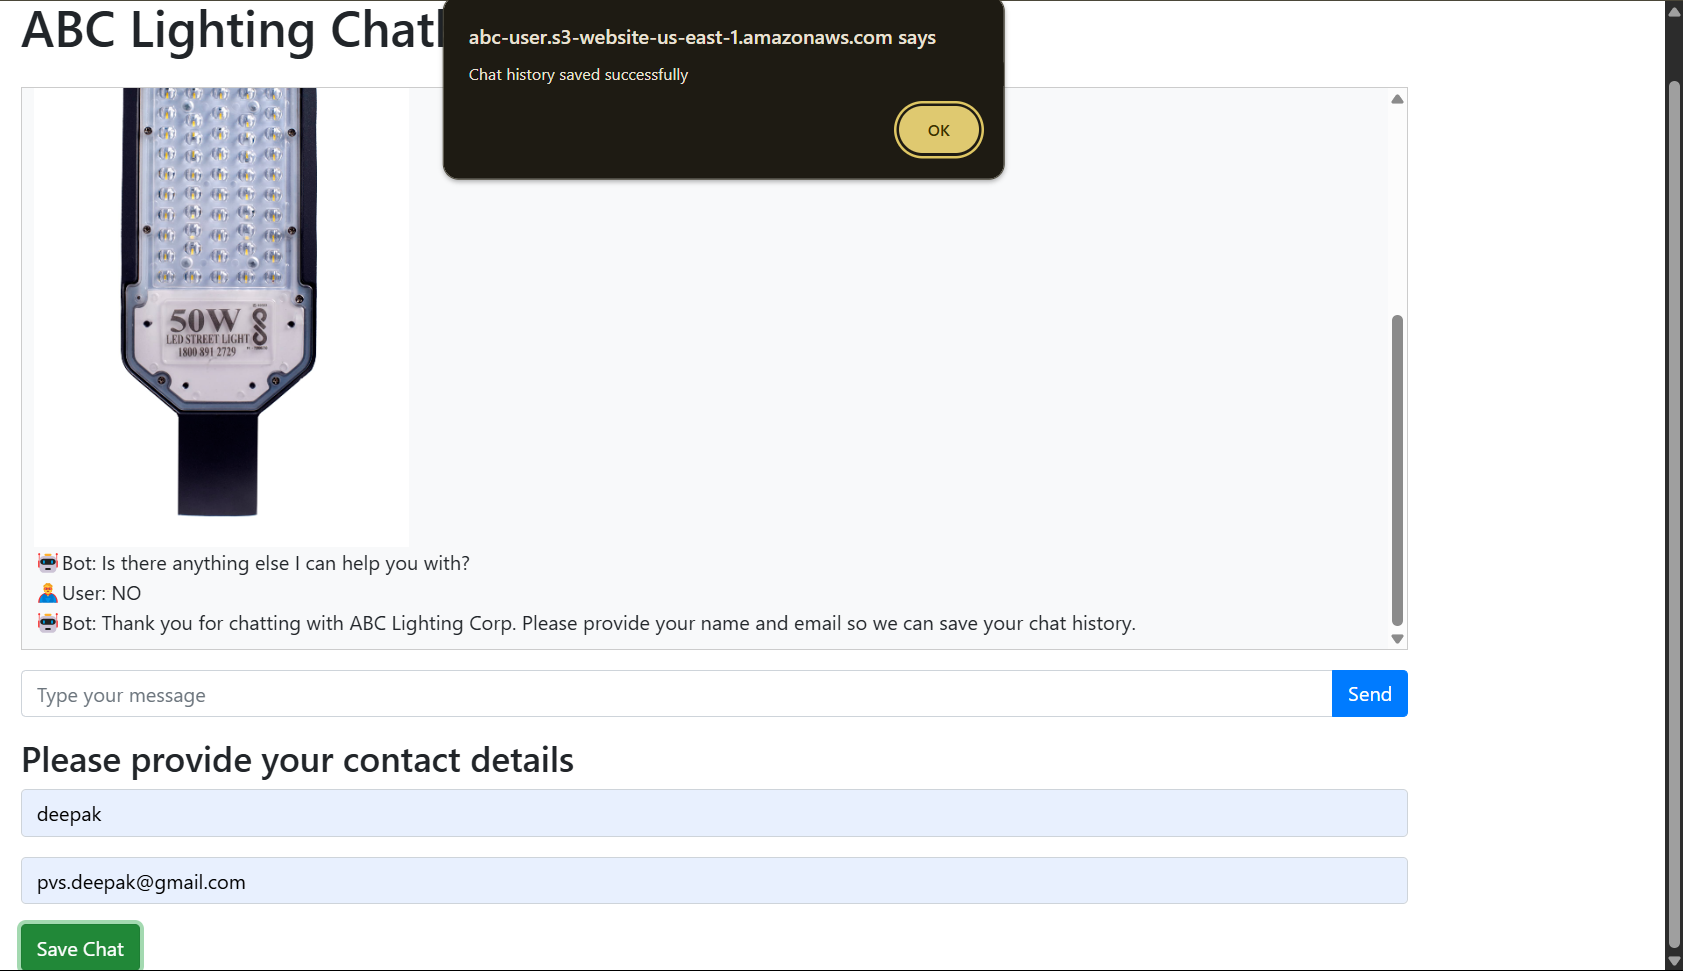 ABC Lighting Chat
abc-user.s3-website-us-east-1.amazonaws.com says
Chat history saved successfully
OK
50W
LED STREET LIGHT
1800 891 2729
Bot: Is there anything else I can help you with?
User: NO
Bot: Thank you for chatting with ABC Lighting Corp. Please provide your name and email so we can save your chat history.
Type your message
Send
Please provide your contact details
deepak
pvs.deepak@gmail.com
Save Chat